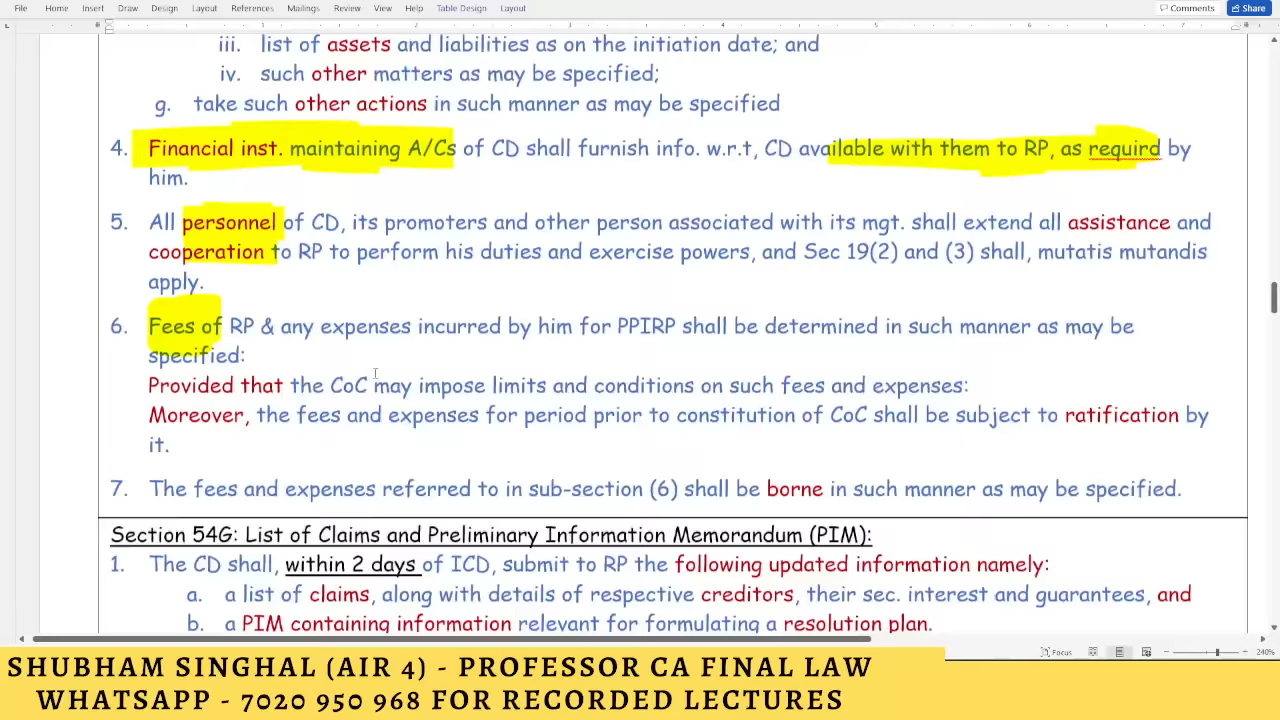 File Home Insert Draw Design Layout References Mailings Review View Help Table Design Layout Comments Share
iii. list of assets and liabilities as on the initiation date; and
iv. such other matters as may be specified;
g. take such other actions in such manner as may be specified
4. Financial inst. maintaining A/Cs of CD shall furnish info. w.r.t, CD available with them to RP, as requird by
him.
5. All personnel of CD, its promoters and other person associated with its mgt. shall extend all assistance and
cooperation to RP to perform his duties and exercise powers, and Sec 19(2) and (3) shall, mutatis mutandis
apply.
6. Fees of RP & any expenses incurred by him for PPIRP shall be determined in such manner as may be
specified:
Provided that the CoC may impose limits and conditions on such fees and expenses:
Moreover, the fees and expenses for period prior to constitution of CoC shall be subject to ratification by
it.
7. The fees and expenses referred to in sub-section (6) shall be borne in such manner as may be specified.
Section 54G: List of Claims and Preliminary Information Memorandum (PIM):
1. The CD shall, within 2 days of ICD, submit to RP the following updated information namely:
a. a list of claims, along with details of respective creditors, their sec. interest and guarantees, and
b. a PIM containing information relevant for formulating a resolution plan.
Focus 240%
SHUBHAM SINGHAL (AIR 4) - PROFESSOR CA FINAL LAW
WHATSAPP - 7020 950 968 FOR RECORDED LECTURES